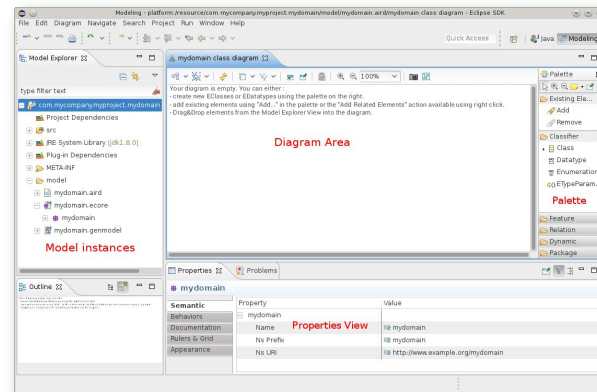 Modeling - platform:/resource/com.mycompany.myproject.mydomain/model/mydomain.aird/mydomain class diagram - Eclipse SDK
File Edit Diagram Navigate Search Project Run Window Help
Quick Access
Java
Modeling
Model Explorer
type filter text
com.mycompany.myproject.mydomain
Project Dependencies
src
JRE System Library [jdk1.8.0]
Plug-in Dependencies
META-INF
model
mydomain.aird
mydomain.ecore
mydomain
mydomain.genmodel
Model instances
Outline
mydomain class diagram
100%
Your diagram is empty. You can either :
- create new EClasses or EDatatypes using the palette on the right.
- add existing elements using "Add..." in the palette or the "Add Related Elements" action available using right click.
- Drag&Drop elements from the Model Explorer View into the diagram.
Diagram Area
Palette
Existing Ele...
Add
Remove
Classifier
Class
Datatype
Enumeration
ETypeParam.
Palette
Feature
Relation
Dynamic
Package
Properties
Problems
mydomain
Semantic
Behaviors
Documentation
Rulers & Grid
Appearance
Property Value
mydomain
Name mydomain
Ns Prefix mydomain
Ns URI http://www.example.org/mydomain
Properties View